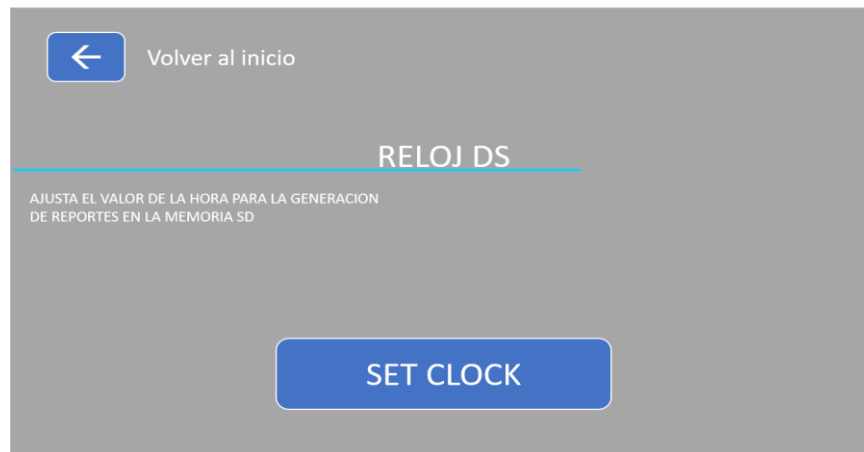 Volver al inicio
RELOJ DS
AJUSTA EL VALOR DE LA HORA PARA LA GENERACION
DE REPORTES EN LA MEMORIA SD
SET CLOCK